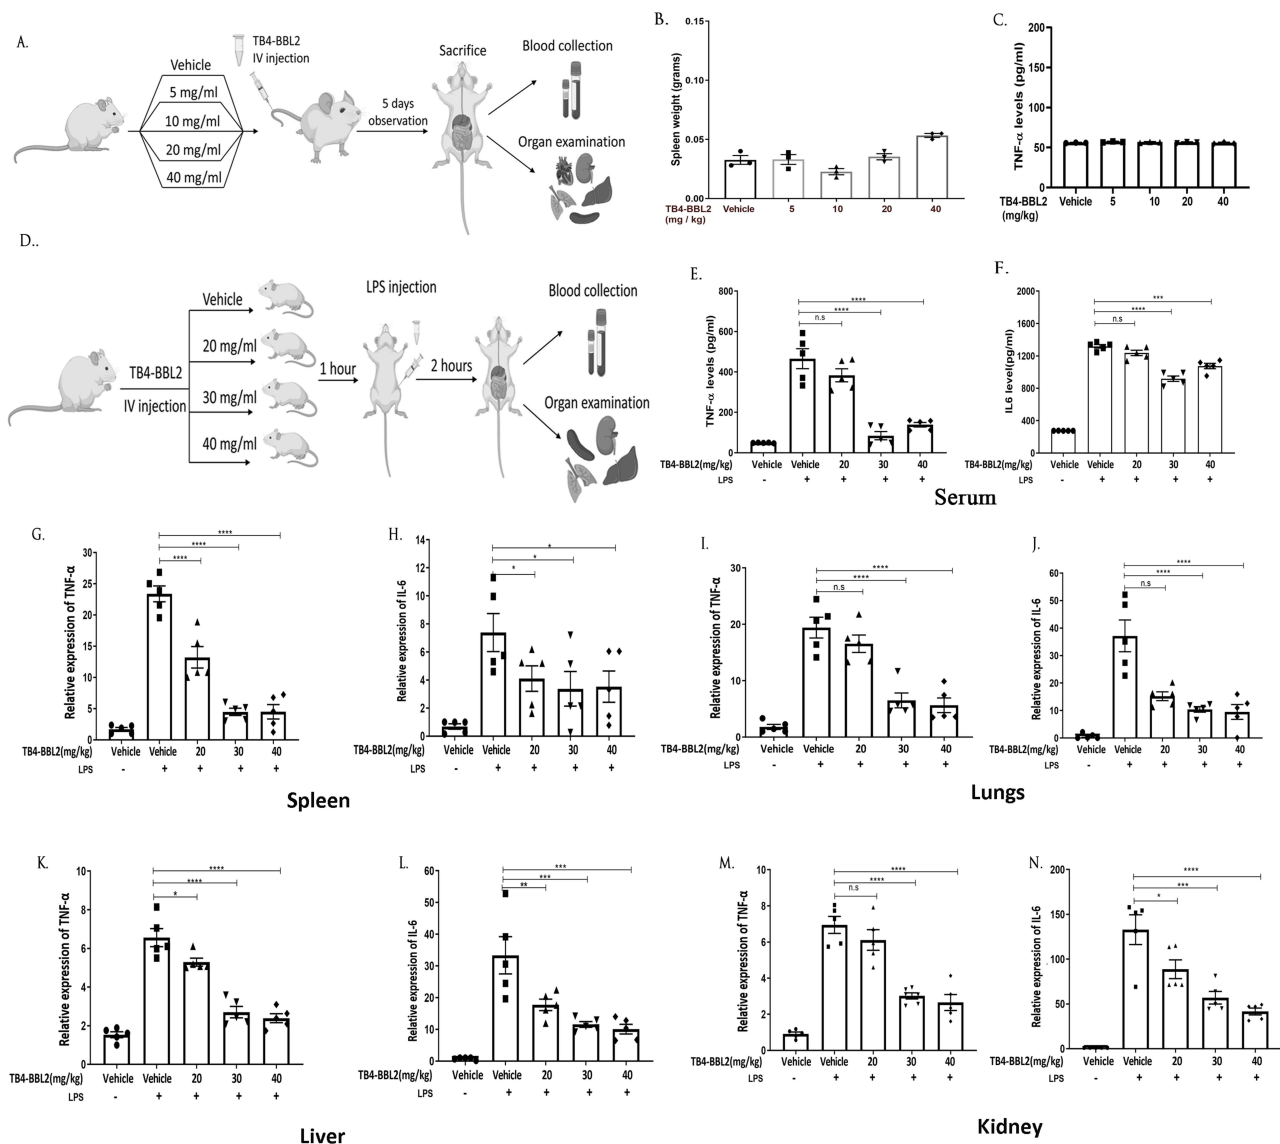 A.
Vehicle
5 mg/ml
10 mg/ml
20 mg/ml
40 mg/ml
TB4-BBL2
IV injection
5 days
observation
Sacrifice
Blood collection
Organ examination
B.
Spleen weight (grams)
0.15
0.10
0.05
0.00
TB4-BBL2 Vehicle 5 10 20 40
(mg / kg)
C.
TNF-α levels (pg/ml)
200
150
100
50
0
TB4-BBL2 Vehicle 5 10 20 40
(mg/kg)
D..
TB4-BBL2
IV injection
Vehicle
20 mg/ml
30 mg/ml
40 mg/ml
1 hour
LPS injection
2 hours
Blood collection
Organ examination
E.
TNF-α levels (pg/ml)
800
600
400
200
0
****
****
n.s
TB4-BBL2(mg/kg) Vehicle Vehicle 20 30 40
LPS - + + + +
F.
IL6 level(pg/ml)
2000
1600
1200
800
400
0
***
****
n.s
TB4-BBL2(mg/kg) Vehicle Vehicle 20 30 40
LPS - + + + +
Serum
G.
Relative expression of TNF-α
30
25
20
15
10
5
0
****
****
****
TB4-BBL2(mg/kg) Vehicle Vehicle 20 30 40
LPS - + + + +
H.
Relative expression of IL-6
14
12
10
8
6
4
2
0
*
*
*
TB4-BBL2(mg/kg) Vehicle Vehicle 20 30 40
LPS - + + + +
Spleen
I.
Relative expression of TNF-α
30
20
10
0
****
****
n.s
TB4-BBL2(mg/kg) Vehicle Vehicle 20 30 40
LPS - + + + +
J.
Relative expression of IL-6
60
50
40
30
20
10
0
****
****
n.s
TB4-BBL2(mg/kg) Vehicle Vehicle 20 30 40
LPS - + + + +
Lungs
K.
Relative expression of TNF-α
10
8
6
4
2
0
****
****
*
TB4-BBL2(mg/kg) Vehicle Vehicle 20 30 40
LPS - + + + +
L.
Relative expression of IL-6
60
50
40
30
20
10
0
***
***
**
TB4-BBL2(mg/kg) Vehicle Vehicle 20 30 40
LPS - + + + +
Liver
M.
Relative expression of TNF-α
10
8
6
4
2
0
****
****
n.s
TB4-BBL2(mg/kg) Vehicle Vehicle 20 30 40
LPS - + + + +
N.
Relative expression of IL-6
200
150
100
50
0
****
***
*
TB4-BBL2(mg/kg) Vehicle Vehicle 20 30 40
LPS - + + + +
Kidney